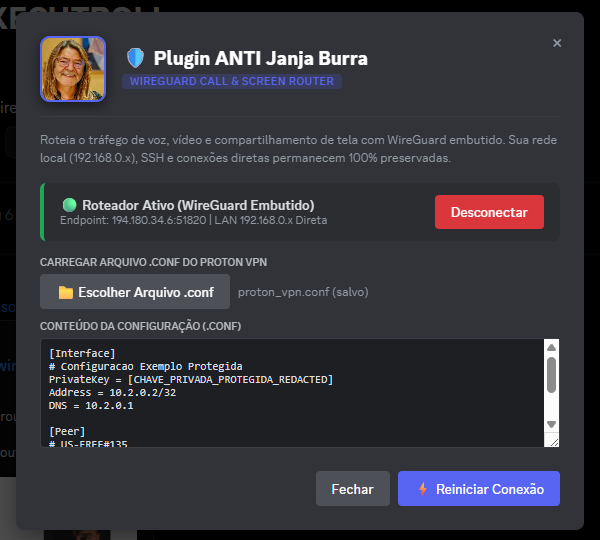 Plugin ANTI Janja Burra
×
WIREGUARD CALL & SCREEN ROUTER
Roteia o tráfego de voz, vídeo e compartilhamento de tela com WireGuard embutido. Sua rede
local (192.168.0.x), SSH e conexões diretas permanecem 100% preservadas.
Roteador Ativo (WireGuard Embutido)
Endpoint: 194.180.34.6:51820 | LAN 192.168.0.x Direta
Desconectar
CARREGAR ARQUIVO .CONF DO PROTON VPN
Escolher Arquivo .conf
proton_vpn.conf (salvo)
CONTEÚDO DA CONFIGURAÇÃO (.CONF)
[Interface]
# Configuracao Exemplo Protegida
PrivateKey = [CHAVE_PRIVADA_PROTEGIDA_REDACTED]
Address = 10.2.0.2/32
DNS = 10.2.0.1
[Peer]
# US-FREE#135
Fechar
Reiniciar Conexão